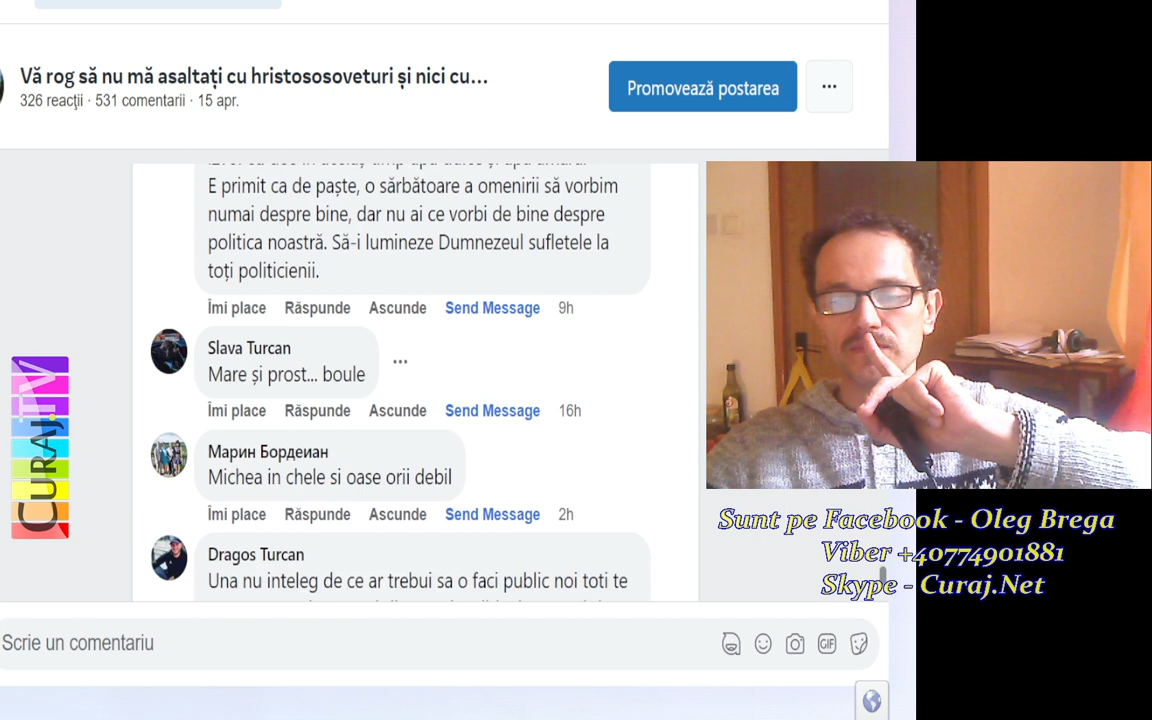 Vă rog să nu mă asaltați cu hristososoveturi și nici cu...
326 reacţii · 531 comentarii · 15 apr.
Promovează postarea
E primit ca de paște, o sărbătoare a omenirii să vorbim
numai despre bine, dar nu ai ce vorbi de bine despre
politica noastră. Să-i lumineze Dumnezeul sufletele la
toți politicienii.
Îmi place Răspunde Ascunde Send Message 9h
Slava Turcan
Mare și prost... boule
Îmi place Răspunde Ascunde Send Message 16h
Марин Бордеиан
Michea in chele si oase orii debil
Îmi place Răspunde Ascunde Send Message 2h
Dragos Turcan
Una nu inteleg de ce ar trebui sa o faci public noi toti te
Scrie un comentariu
GIF
CURAJ.TV
Sunt pe Facebook - Oleg Brega
Viber +40774901881
Skype - Curaj.Net